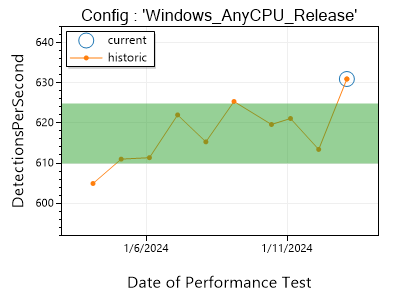 Config : 'Windows_AnyCPU_Release'
current
historic
640
630
620
610
600
DetectionsPerSecond
1/6/2024
1/11/2024
Date of Performance Test